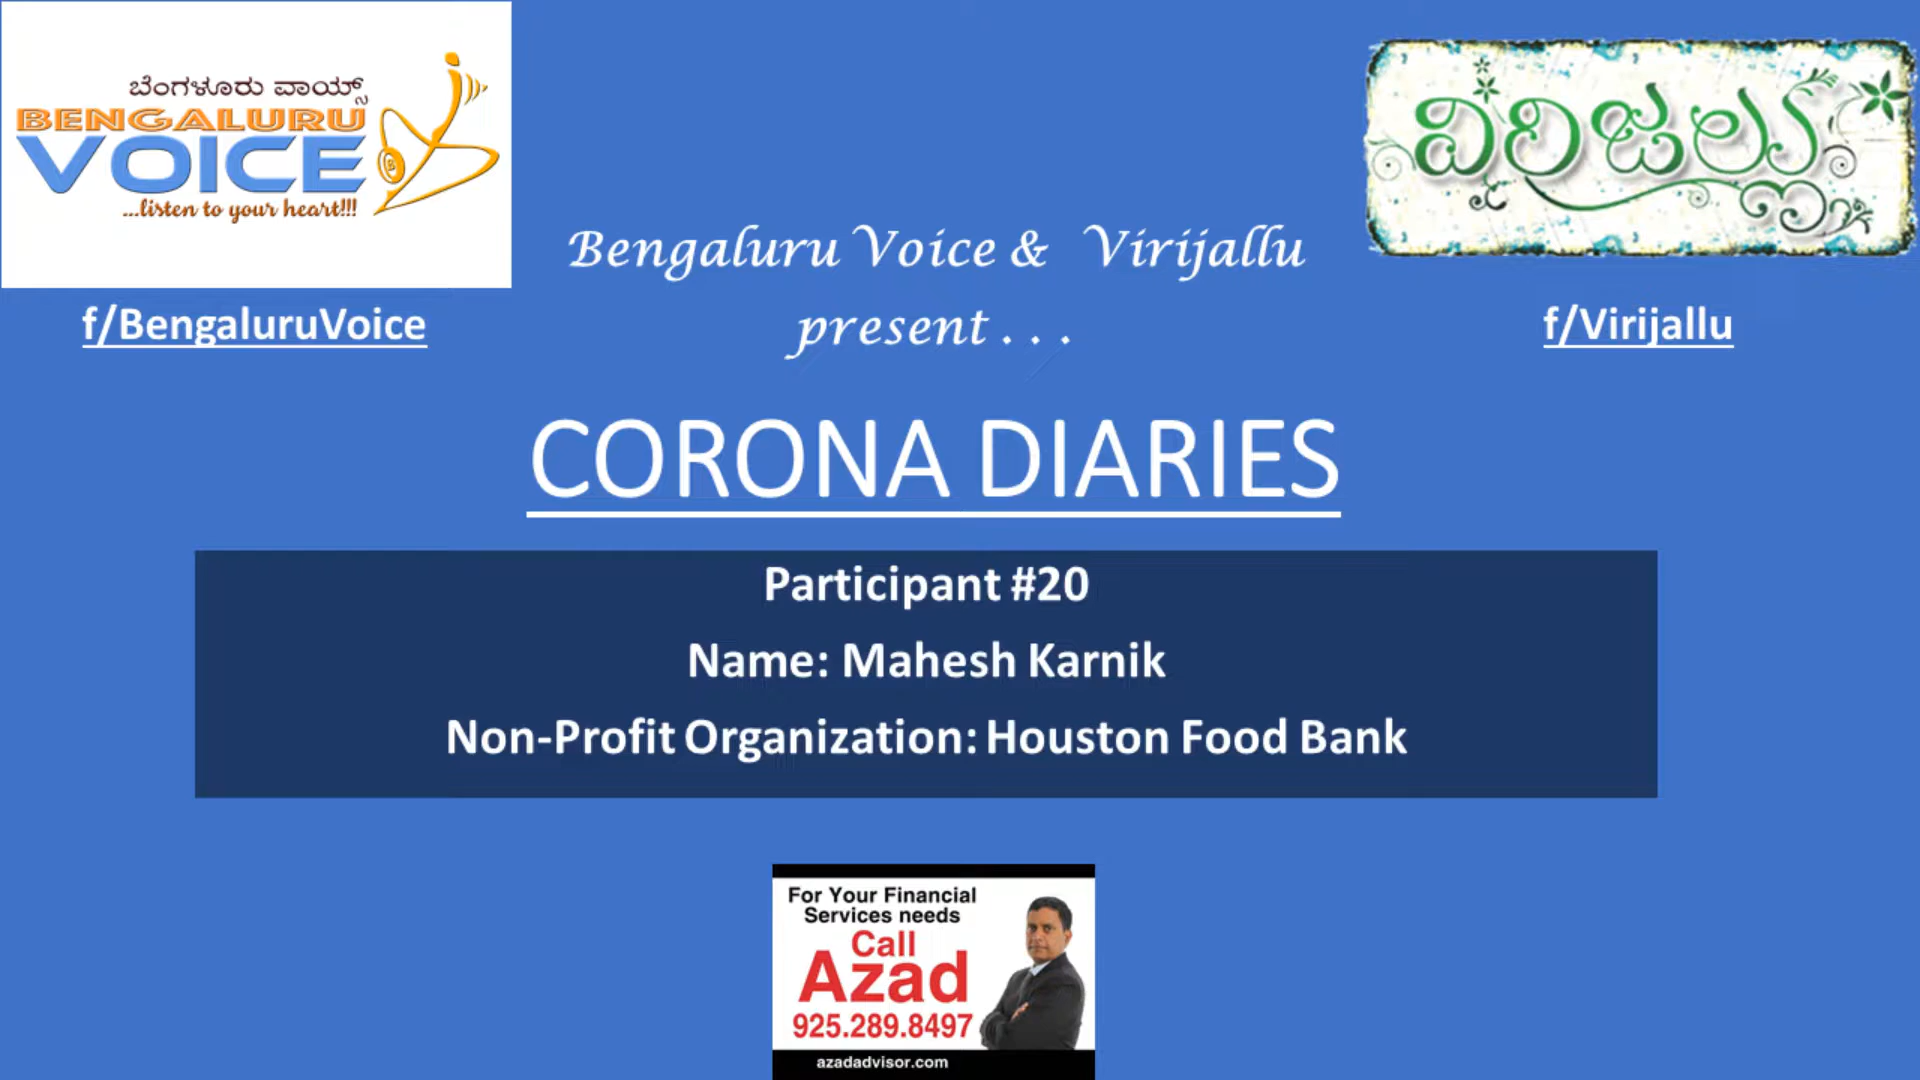 ಬೆಂಗಳೂರು ವಾಯ್ಸ್
BENGALURU
VOICE
...listen to your heart!!!
f/BengaluruVoice
ವಿರಿಜಲ್ಲು
f/Virijallu
Bengaluru Voice & Virijallu
present . . .
CORONA DIARIES
Participant #20
Name: Mahesh Karnik
Non-Profit Organization: Houston Food Bank
For Your Financial
Services needs
Call
Azad
925.289.8497
azadadvisor.com